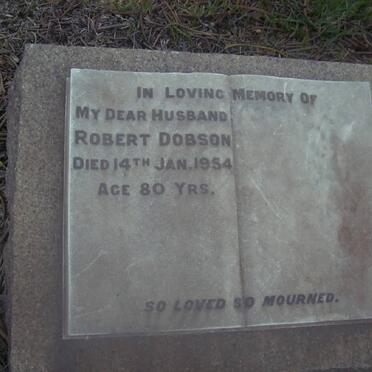 In Loving Memory Of
My Dear Husband
Robert Dobson
Died 14th Jan. 1954
Age 80 Yrs.
So Loved So Mourned.